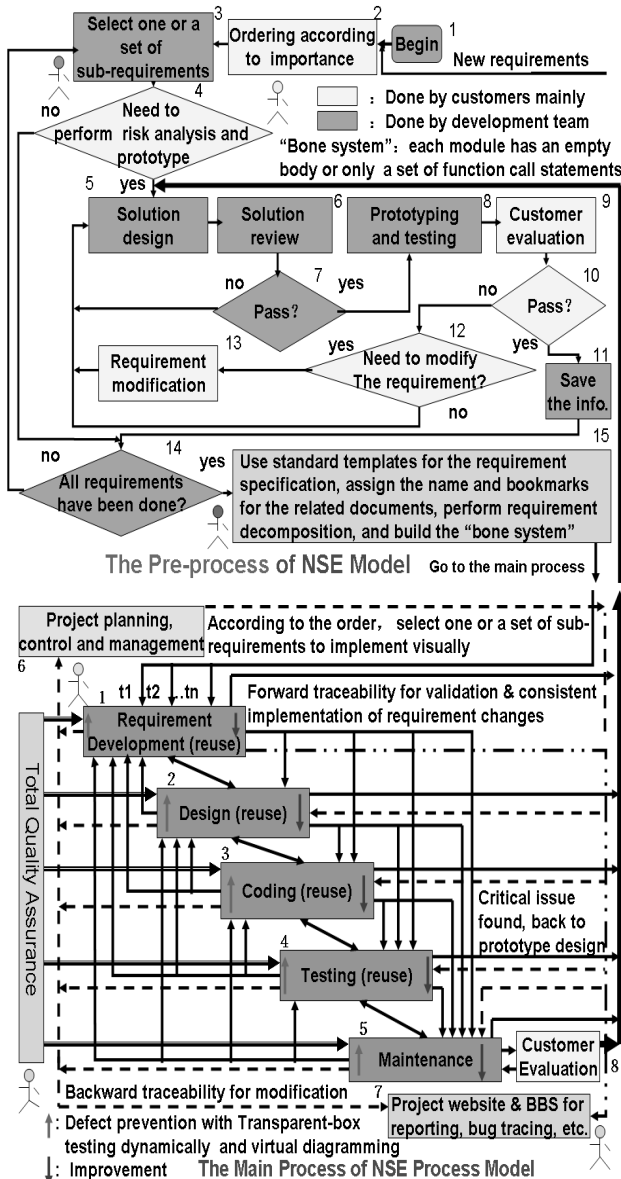 3
2
1
Select one or a
set of
sub-requirements
Ordering according
to importance
Begin
New requirements
4
no
Need to
perform risk analysis and
prototype
: Done by customers mainly
: Done by development team
“Bone system”: each module has an empty
body or only a set of function call statements
yes
5
6
8
9
Solution
design
Solution
review
Prototyping
and testing
Customer
evaluation
7
10
no
yes
no
Pass?
Pass?
13
12
yes
yes
11
Requirement
modification
Need to modify
The requirement?
Save
the info.
no
14
15
no
yes
All requirements
have been done?
Use standard templates for the requirement
specification, assign the name and bookmarks
for the related documents, perform requirement
decomposition, and build the “bone system”
The Pre-process of NSE Model
Go to the main process
Project planning,
control and management
According to the order, select one or a set of sub-
requirements to implement visually
6
1
t1 t2 ...tn
Forward traceability for validation & consistent
implementation of requirement changes
Requirement
Development (reuse)
Total Quality Assurance
2
Design (reuse)
3
Coding (reuse)
Critical issue
found, back to
prototype design
4
Testing (reuse)
5
Maintenance
Customer
Evaluation
8
Backward traceability for modification
7
Project website & BBS for
reporting, bug tracing, etc.
: Defect prevention with Transparent-box
testing dynamically and virtual diagramming
: Improvement
The Main Process of NSE Process Model